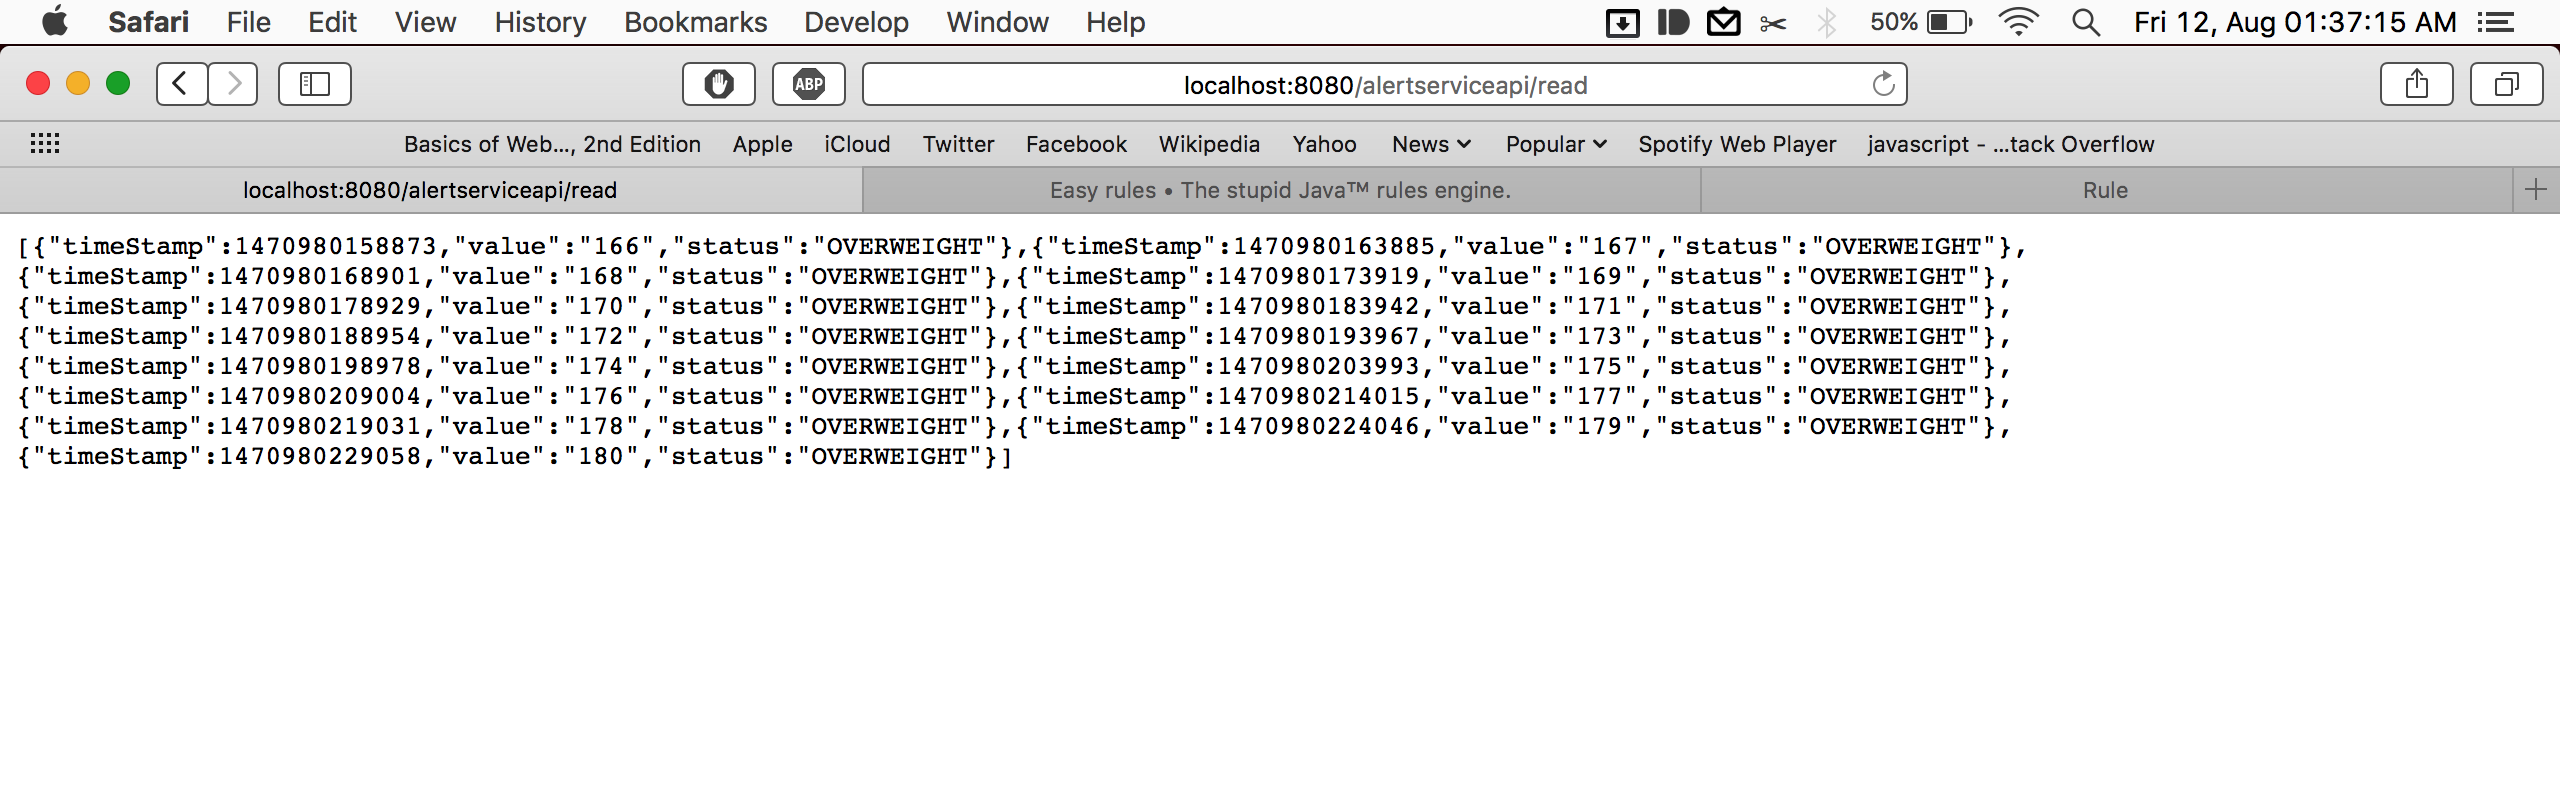 Safari File Edit View History Bookmarks Develop Window Help 50% Fri 12, Aug 01:37:15 AM
ABP localhost:8080/alertserviceapi/read
Basics of Web..., 2nd Edition Apple iCloud Twitter Facebook Wikipedia Yahoo News Popular Spotify Web Player javascript - ...tack Overflow
localhost:8080/alertserviceapi/read Easy rules • The stupid Java™ rules engine. Rule
[{"timeStamp":1470980158873,"value":"166","status":"OVERWEIGHT"},{"timeStamp":1470980163885,"value":"167","status":"OVERWEIGHT"},
{"timeStamp":1470980168901,"value":"168","status":"OVERWEIGHT"},{"timeStamp":1470980173919,"value":"169","status":"OVERWEIGHT"},
{"timeStamp":1470980178929,"value":"170","status":"OVERWEIGHT"},{"timeStamp":1470980183942,"value":"171","status":"OVERWEIGHT"},
{"timeStamp":1470980188954,"value":"172","status":"OVERWEIGHT"},{"timeStamp":1470980193967,"value":"173","status":"OVERWEIGHT"},
{"timeStamp":1470980198978,"value":"174","status":"OVERWEIGHT"},{"timeStamp":1470980203993,"value":"175","status":"OVERWEIGHT"},
{"timeStamp":1470980209004,"value":"176","status":"OVERWEIGHT"},{"timeStamp":1470980214015,"value":"177","status":"OVERWEIGHT"},
{"timeStamp":1470980219031,"value":"178","status":"OVERWEIGHT"},{"timeStamp":1470980224046,"value":"179","status":"OVERWEIGHT"},
{"timeStamp":1470980229058,"value":"180","status":"OVERWEIGHT"}]